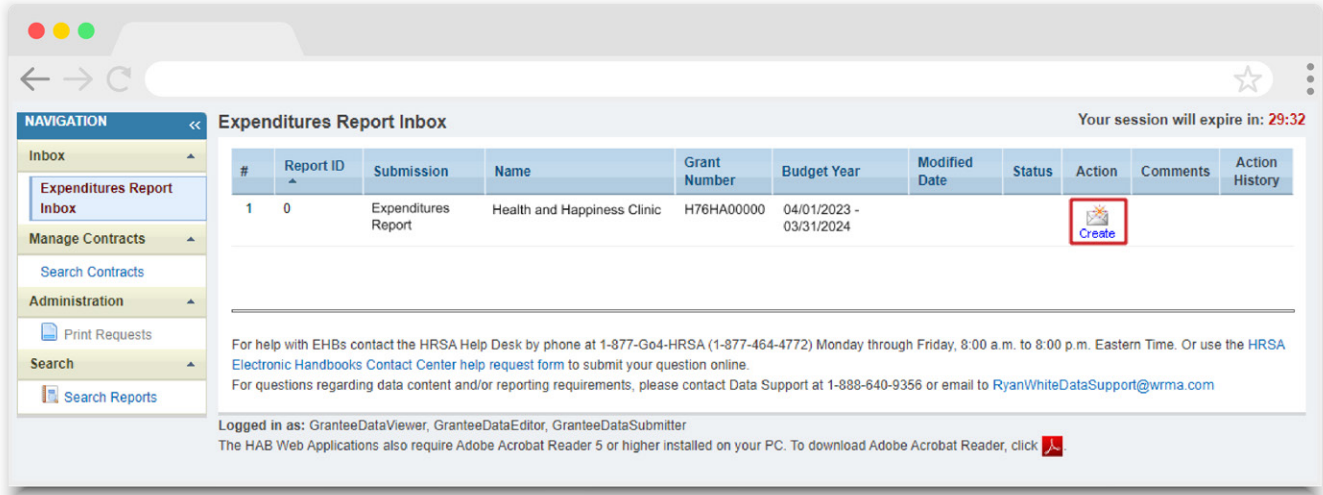 NAVIGATION «
Expenditures Report Inbox
Your session will expire in: 29:32
Inbox
Expenditures Report
Inbox
Manage Contracts
Search Contracts
Administration
Print Requests
Search
Search Reports
# Report ID Submission Name Grant Number Budget Year Modified Date Status Action Comments Action History
1 0 Expenditures Report Health and Happiness Clinic H76HA00000 04/01/2023 - 03/31/2024 Create
For help with EHBs contact the HRSA Help Desk by phone at 1-877-Go4-HRSA (1-877-464-4772) Monday through Friday, 8:00 a.m. to 8:00 p.m. Eastern Time. Or use the HRSA
Electronic Handbooks Contact Center help request form to submit your question online.
For questions regarding data content and/or reporting requirements, please contact Data Support at 1-888-640-9356 or email to RyanWhiteDataSupport@wrma.com
Logged in as: GranteeDataViewer, GranteeDataEditor, GranteeDataSubmitter
The HAB Web Applications also require Adobe Acrobat Reader 5 or higher installed on your PC. To download Adobe Acrobat Reader, click .